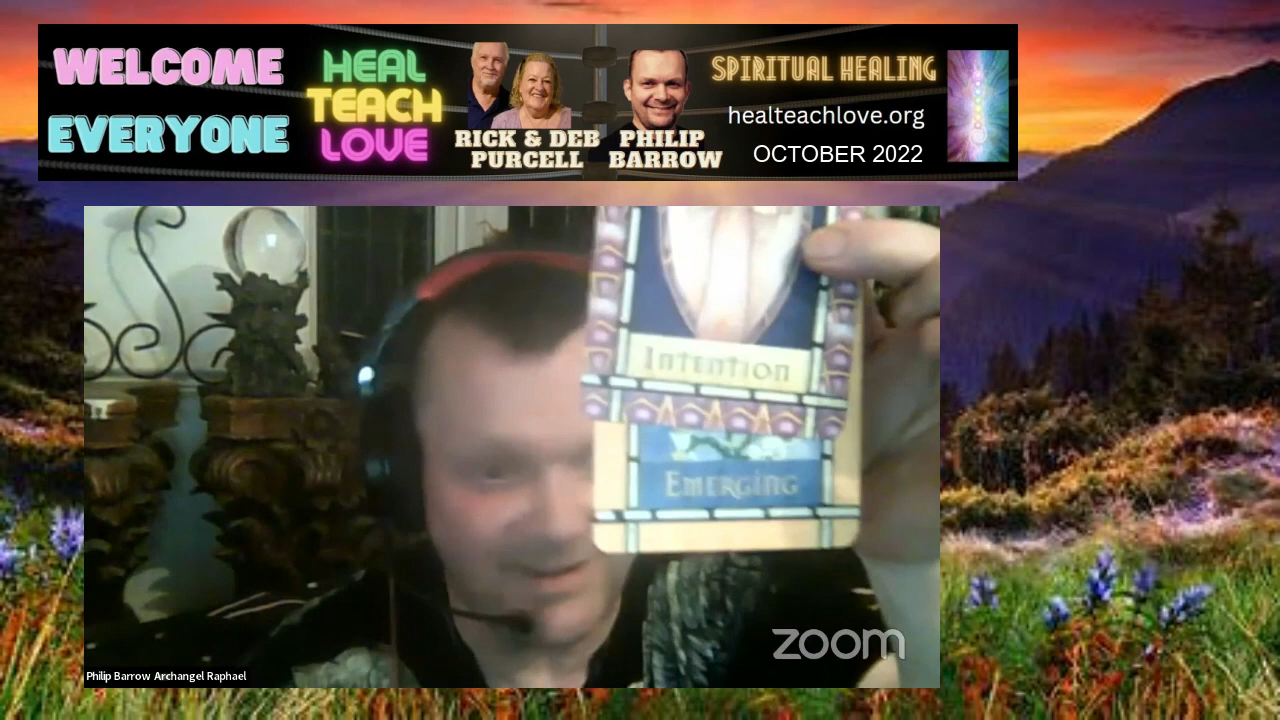 WELCOME
EVERYONE
HEAL
TEACH
LOVE
RICK & DEB
PURCELL
PHILIP
BARROW
SPIRITUAL HEALING
healteachlove.org
OCTOBER 2022
INTENTION
EMERGING
zoom
Philip Barrow Archangel Raphael